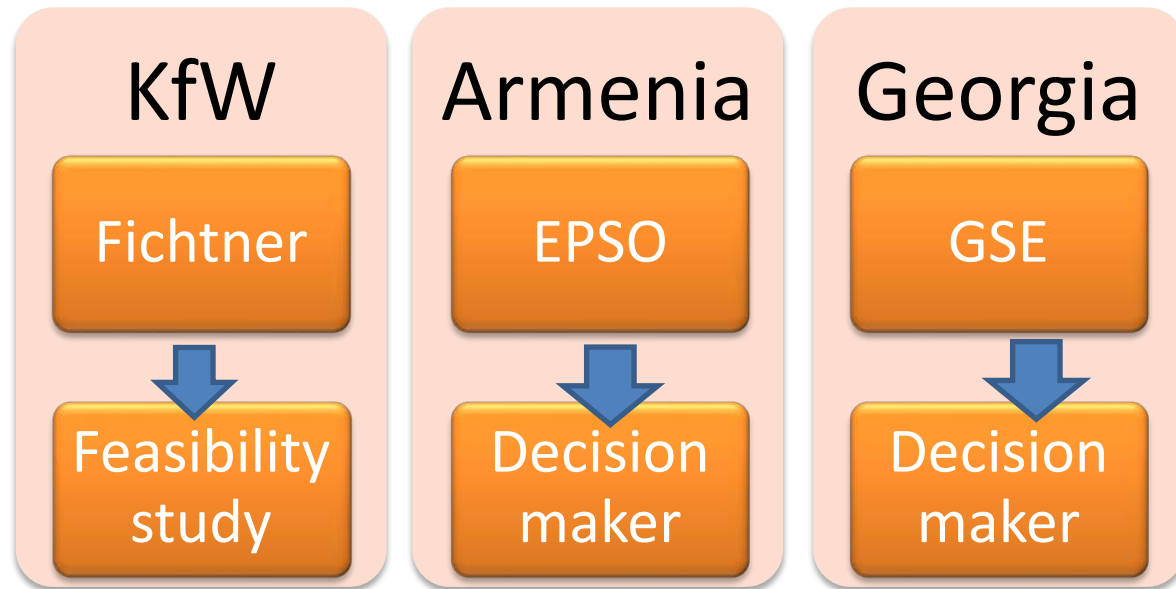 KfW
Fichtner
Feasibility
study
Armenia
EPSO
Decision
maker
Georgia
GSE
Decision
maker